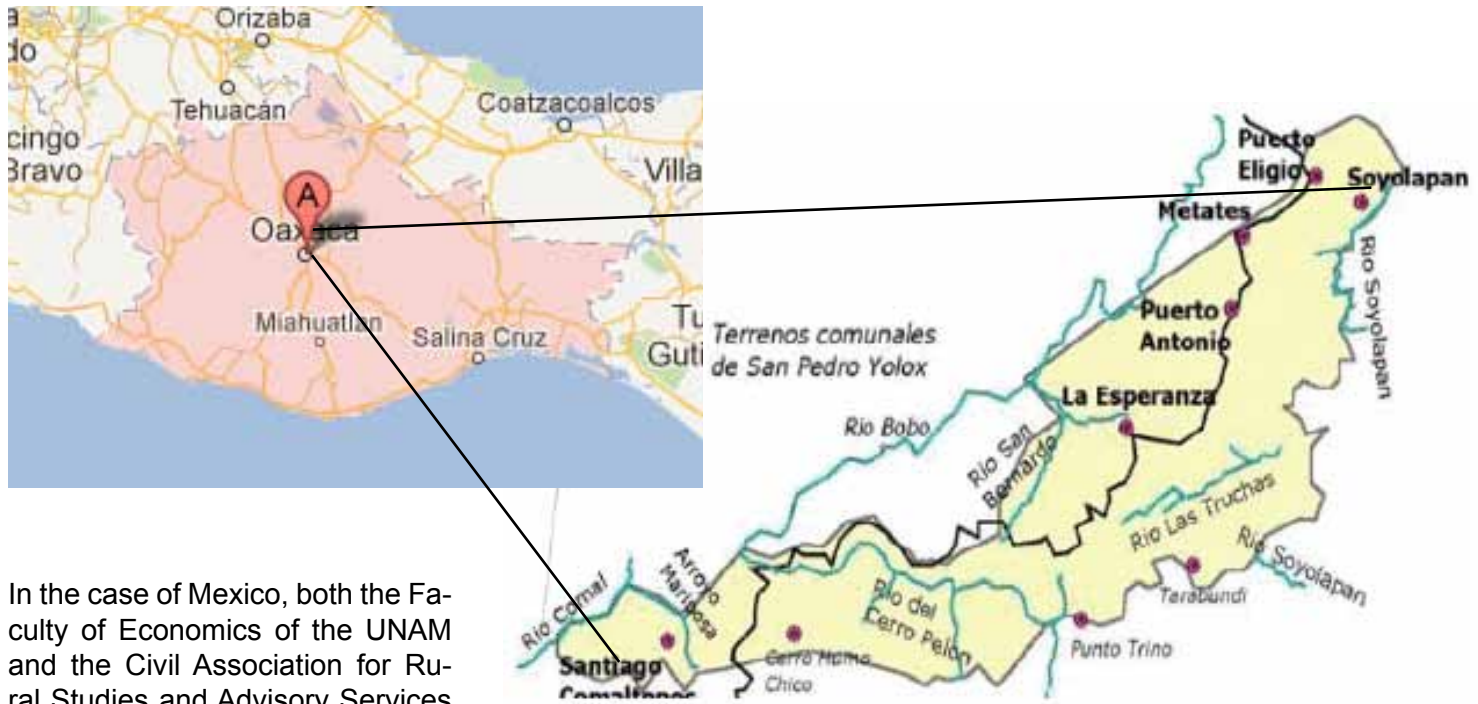 Orizaba
do
Tehuacán
Coatzacoalcos
cingo
Bravo
Villa
A
Oaxaca
Miahuatlán
Salina Cruz
Tu
Guti
Puerto
Eligio
Soyolapan
Metates
Rio Soyolapan
Puerto
Antonio
Terrenos comunales
de San Pedro Yolox
La Esperanza
Rio Bobo
Rio San
Bernardo
Rio Las Truchas
Rio Soyolapan
Tarabundi
Punto Trino
Rio Comal
Arroyo
Mariposa
Rio del
Cerro Pelon
Cerro Humo
Chico
Santiago
Comaltepec
In the case of Mexico, both the Fa-
culty of Economics of the UNAM
and the Civil Association for Ru-
ral Studies and Advisory Services